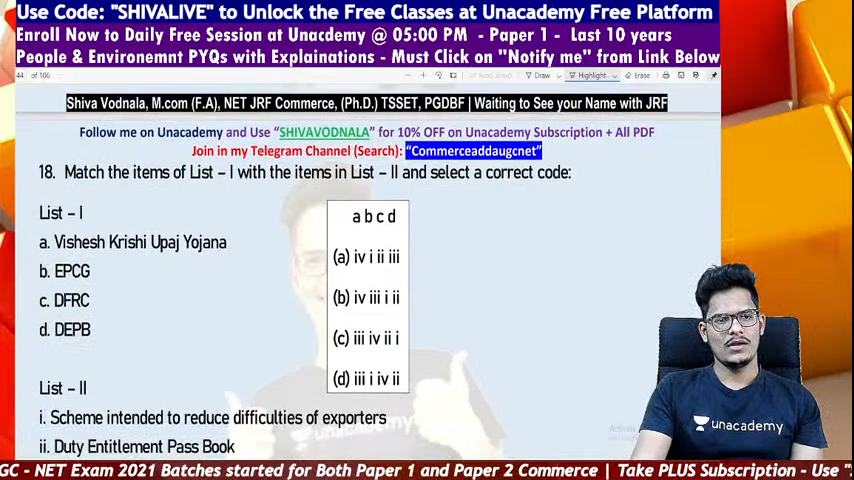 Use Code: "SHIVALIVE" to Unlock the Free Classes at Unacademy Free Platform
Enroll Now to Daily Free Session at Unacdemy @ 05:00 PM - Paper 1 - Last 10 years
People & Environemnt PYQs with Explainations - Must Click on "Notify me" from Link Below
44 of 106
Draw
Highlight
Erase
Shiva Vodnala, M.com (F.A), NET JRF Commerce, (Ph.D.) TSSET, PGDBF | Waiting to See your Name with JRF
Follow me on Unacademy and Use “SHIVAVODNALA” for 10% OFF on Unacademy Subscription + All PDF
Join in my Telegram Channel (Search): “Commerceaddaugcnet”
18. Match the items of List – I with the items in List – II and select a correct code:
List – I
a. Vishesh Krishi Upaj Yojana
b. EPCG
c. DFRC
d. DEPB
a b c d
(a) iv i ii iii
(b) iv iii i ii
(c) iii iv ii i
(d) iii i iv ii
List – II
i. Scheme intended to reduce difficulties of exporters
ii. Duty Entitlement Pass Book
unacademy
unacademy
GC - NET Exam 2021 Batches started for Both Paper 1 and Paper 2 Commerce | Take PLUS Subscription - Use "